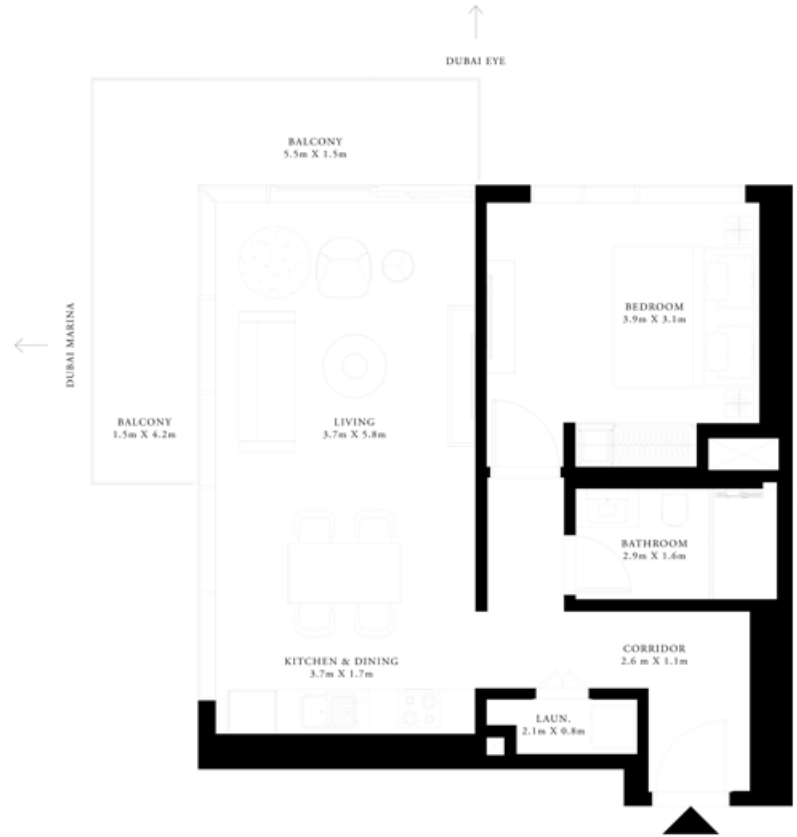 DUBAI EYE
BALCONY
5.5m X 1.5m
BEDROOM
3.9m X 3.1m
DUBAI MARINA
BALCONY
1.5m X 4.2m
LIVING
3.7m X 5.8m
BATHROOM
2.9m X 1.6m
KITCHEN & DINING
3.7m X 1.7m
CORRIDOR
2.6 m X 1.1m
LAUN.
2.1m X 0.8m